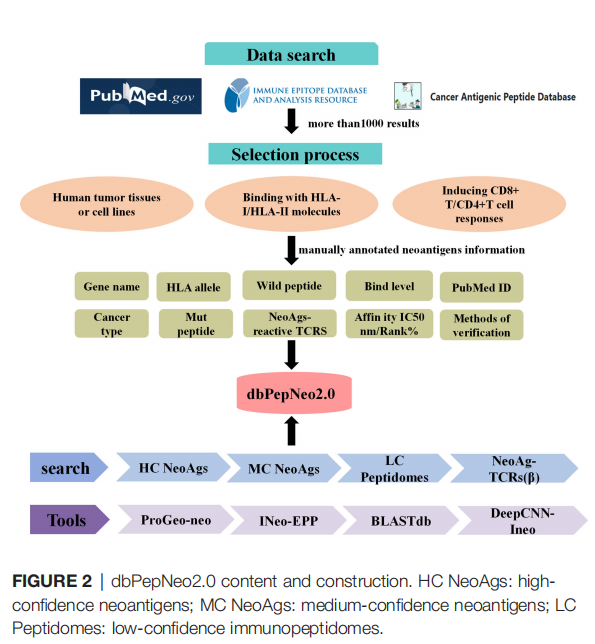 Data search
PubMed.gov
IMMUNE EPITOPE DATABASE
AND ANALYSIS RESOURCE
Cancer Antigenic Peptide Database
more than1000 results
Selection process
Human tumor tissues
or cell lines
Binding with HLA-
I/HLA-II molecules
Inducing CD8+
T/CD4+T cell
responses
manually annotated neoantigens information
Gene name
HLA allele
Wild peptide
Bind level
PubMed ID
Cancer
type
Mut
peptide
NeoAgs-
reactive TCRS
Affin ity IC50
nm/Rank%
Methods of
verification
dbPepNeo2.0
search
HC NeoAgs
MC NeoAgs
LC
Peptidomes
NeoAg-
TCRs(β)
Tools
ProGeo-neo
INeo-EPP
BLASTdb
DeepCNN-
Ineo
FIGURE 2 | dbPepNeo2.0 content and construction. HC NeoAgs: high-
confidence neoantigens; MC NeoAgs: medium-confidence neoantigens; LC
Peptidomes: low-confidence immunopeptidomes.